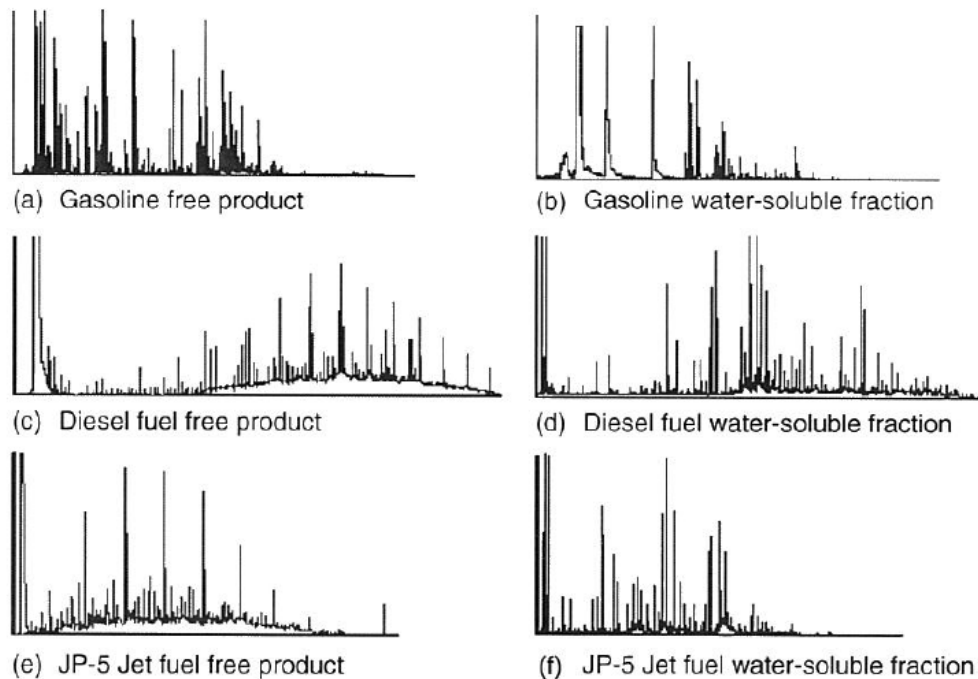 (a) Gasoline free product
(b) Gasoline water-soluble fraction
(c) Diesel fuel free product
(d) Diesel fuel water-soluble fraction
(e) JP-5 Jet fuel free product
(f) JP-5 Jet fuel water-soluble fraction